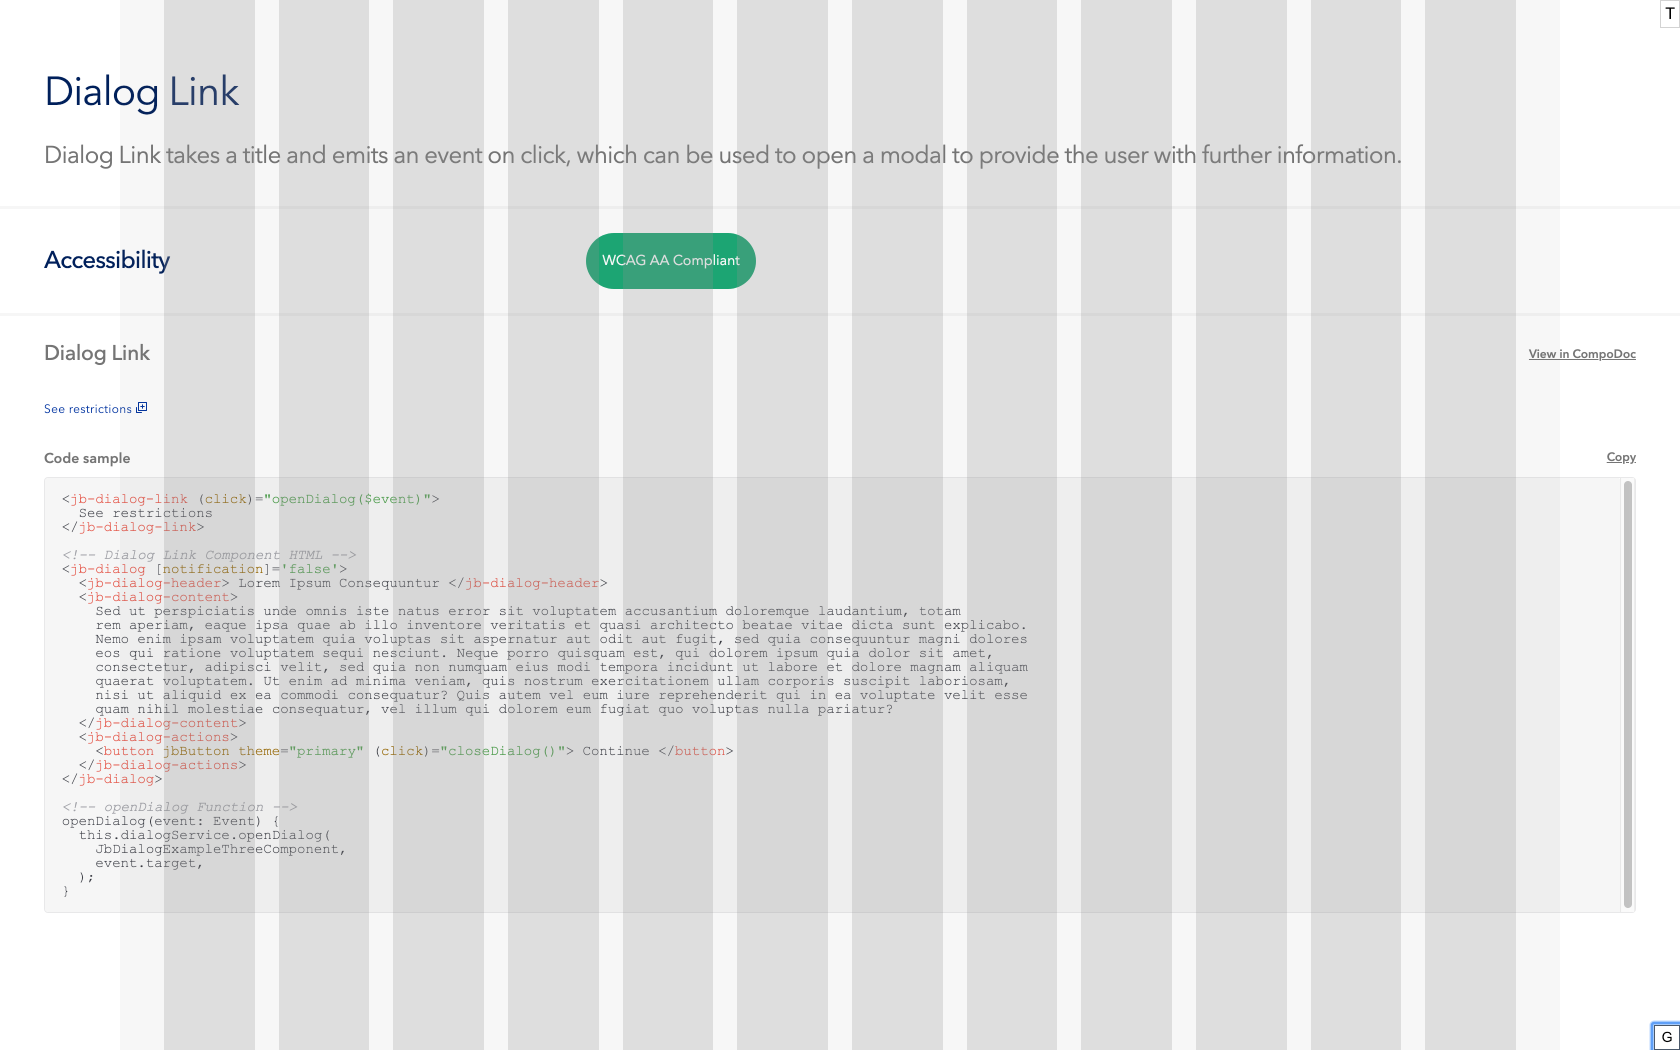 T
Dialog Link
Dialog Link takes a title and emits an event on click, which can be used to open a modal to provide the user with further information.
Accessibility
WCAG AA Compliant
Dialog Link
View in CompoDoc
See restrictions
Code sample
Copy
<jb-dialog-link (click)="openDialog($event)">
  See restrictions
</jb-dialog-link>
<!-- Dialog Link Component HTML -->
<jb-dialog [notification]='false'>
  <jb-dialog-header> Lorem Ipsum Consequuntur </jb-dialog-header>
  <jb-dialog-content>
    Sed ut perspiciatis unde omnis iste natus error sit voluptatem accusantium doloremque laudantium, totam
    rem aperiam, eaque ipsa quae ab illo inventore veritatis et quasi architecto beatae vitae dicta sunt explicabo.
    Nemo enim ipsam voluptatem quia voluptas sit aspernatur aut odit aut fugit, sed quia consequuntur magni dolores
    eos qui ratione voluptatem sequi nesciunt. Neque porro quisquam est, qui dolorem ipsum quia dolor sit amet,
    consectetur, adipisci velit, sed quia non numquam eius modi tempora incidunt ut labore et dolore magnam aliquam
    quaerat voluptatem. Ut enim ad minima veniam, quis nostrum exercitationem ullam corporis suscipit laboriosam,
    nisi ut aliquid ex ea commodi consequatur? Quis autem vel eum iure reprehenderit qui in ea voluptate velit esse
    quam nihil molestiae consequatur, vel illum qui dolorem eum fugiat quo voluptas nulla pariatur?
  </jb-dialog-content>
  <jb-dialog-actions>
    <button jbButton theme="primary" (click)="closeDialog()"> Continue </button>
  </jb-dialog-actions>
</jb-dialog>
<!-- openDialog Function -->
openDialog(event: Event) {
  this.dialogService.openDialog(
    JbDialogExampleThreeComponent,
    event.target,
  );
}
G